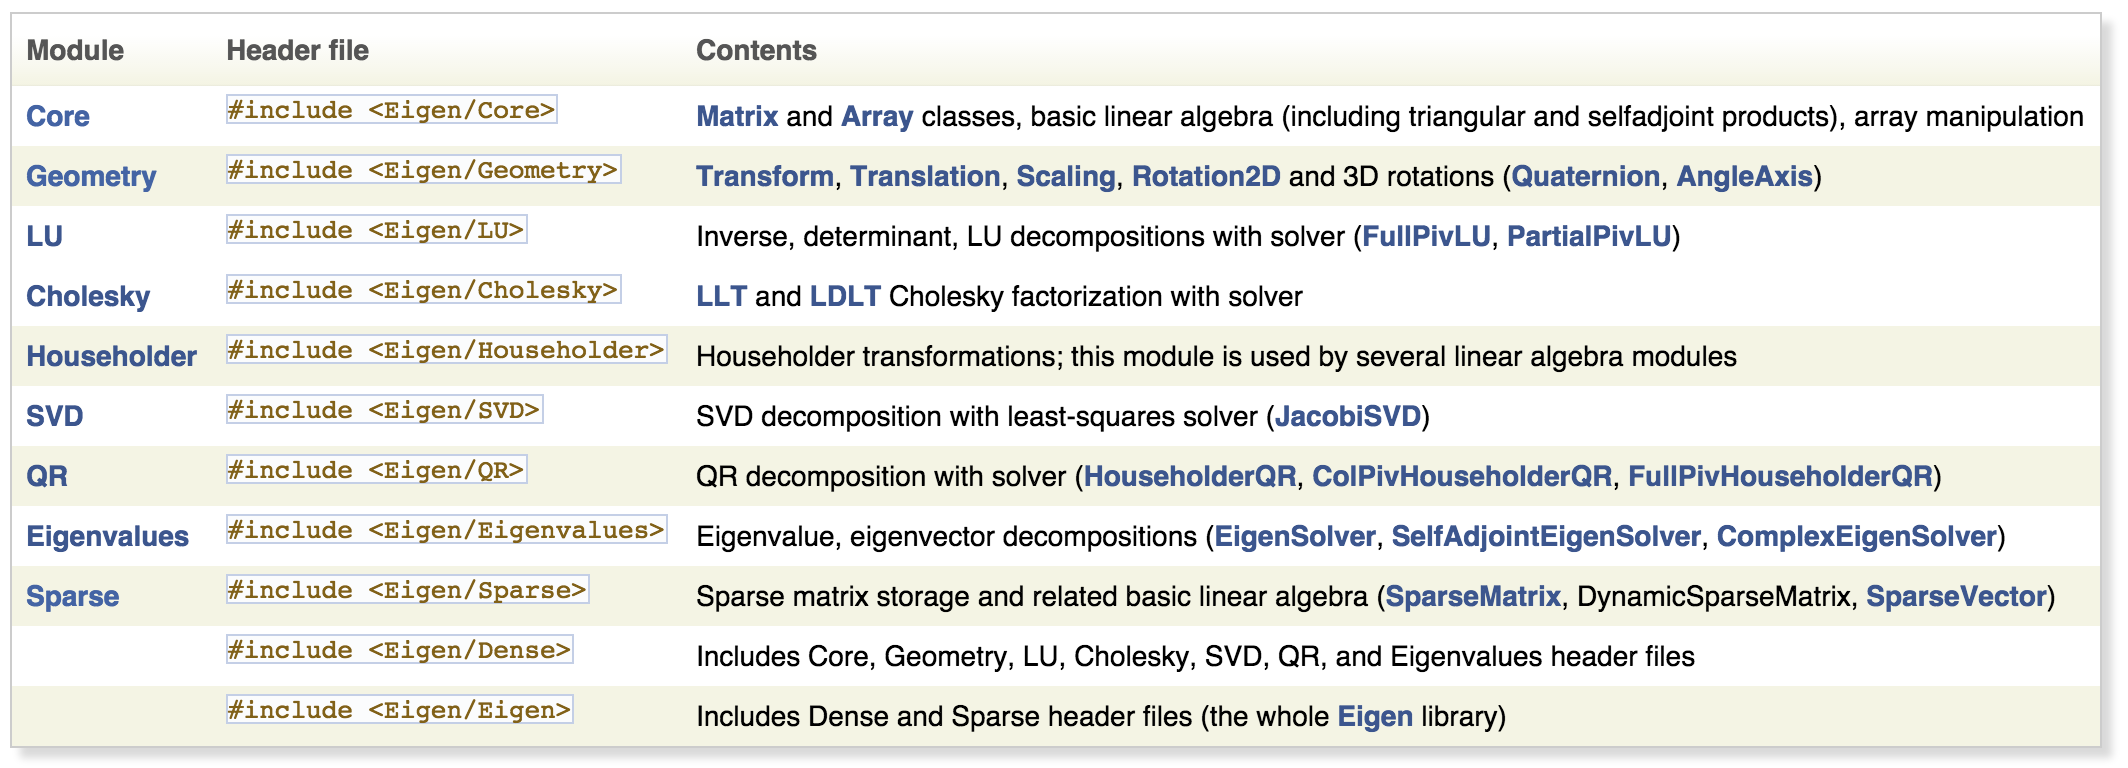 Module Header file Contents
Core #include <Eigen/Core> Matrix and Array classes, basic linear algebra (including triangular and selfadjoint products), array manipulation
Geometry #include <Eigen/Geometry> Transform, Translation, Scaling, Rotation2D and 3D rotations (Quaternion, AngleAxis)
LU #include <Eigen/LU> Inverse, determinant, LU decompositions with solver (FullPivLU, PartialPivLU)
Cholesky #include <Eigen/Cholesky> LLT and LDLT Cholesky factorization with solver
Householder #include <Eigen/Householder> Householder transformations; this module is used by several linear algebra modules
SVD #include <Eigen/SVD> SVD decomposition with least-squares solver (JacobiSVD)
QR #include <Eigen/QR> QR decomposition with solver (HouseholderQR, ColPivHouseholderQR, FullPivHouseholderQR)
Eigenvalues #include <Eigen/Eigenvalues> Eigenvalue, eigenvector decompositions (EigenSolver, SelfAdjointEigenSolver, ComplexEigenSolver)
Sparse #include <Eigen/Sparse> Sparse matrix storage and related basic linear algebra (SparseMatrix, DynamicSparseMatrix, SparseVector)
#include <Eigen/Dense> Includes Core, Geometry, LU, Cholesky, SVD, QR, and Eigenvalues header files
#include <Eigen/Eigen> Includes Dense and Sparse header files (the whole Eigen library)